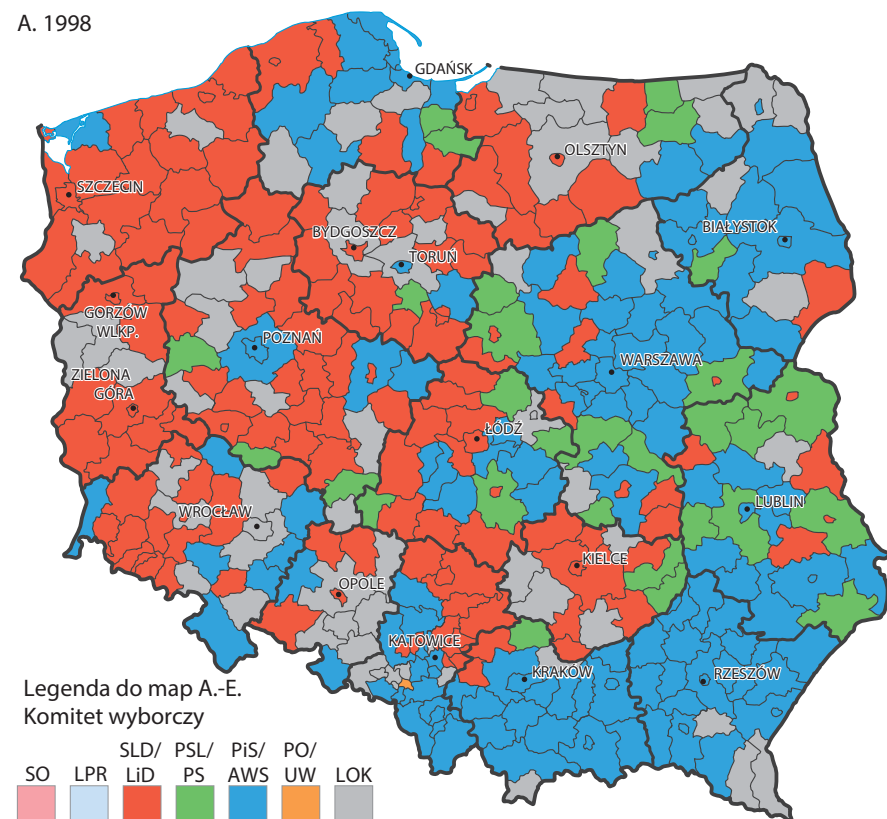 A. 1998
GDAŃSK
OLSZTYN
SZCZECIN
BYDGOSZCZ
BIAŁYSTOK
TORUŃ
GORZÓW
WLKP.
POZNAŃ
WARSZAWA
ZIELONA
GÓRA
ŁÓDŹ
WROCŁAW
LUBLIN
KIELCE
OPOLE
KATOWICE
KRAKÓW
RZESZÓW
Legenda do map A.-E.
Komitet wyborczy
SO LPR SLD/ LiD PSL/ PS PiS/ AWS PO/ UW LOK